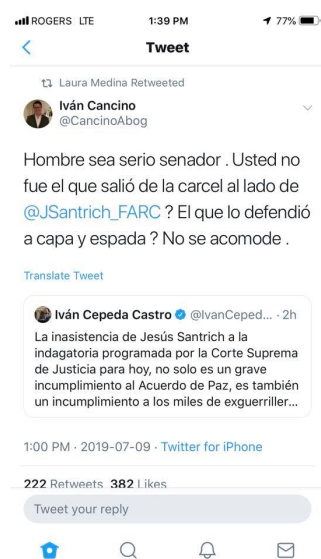 ROGERS LTE 1:39 PM 77%
Tweet
Laura Medina Retweeted
Iván Cancino
@CancinoAbog
Hombre sea serio senador . Usted no
fue el que salió de la carcel al lado de
@JSantrich_FARC ? El que lo defendió
a capa y espada ? No se acomode .
Translate Tweet
Iván Cepeda Castro @IvanCeped... · 2h
La inasistencia de Jesús Santrich a la
indagatoria programada por la Corte Suprema
de Justicia para hoy, no solo es un grave
incumplimiento al Acuerdo de Paz, es también
un incumplimiento a los miles de exguerriller...
1:00 PM · 2019-07-09 · Twitter for iPhone
222 Retweets 382 Likes
Tweet your reply